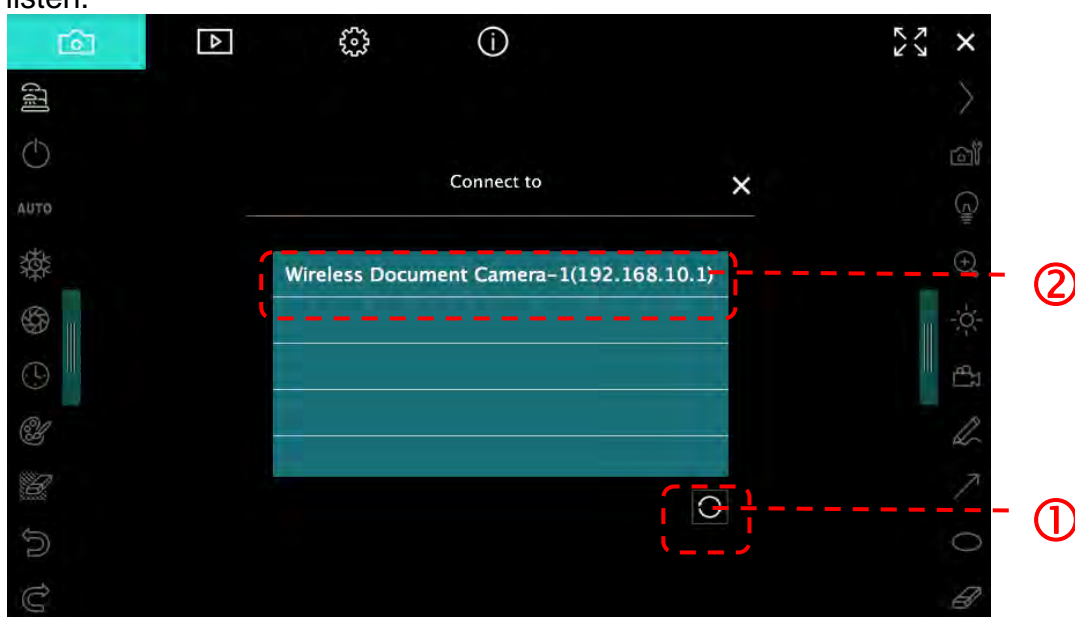 listen.
Connect to
AUTO
Wireless Document Camera-1(192.168.10.1)
②
①